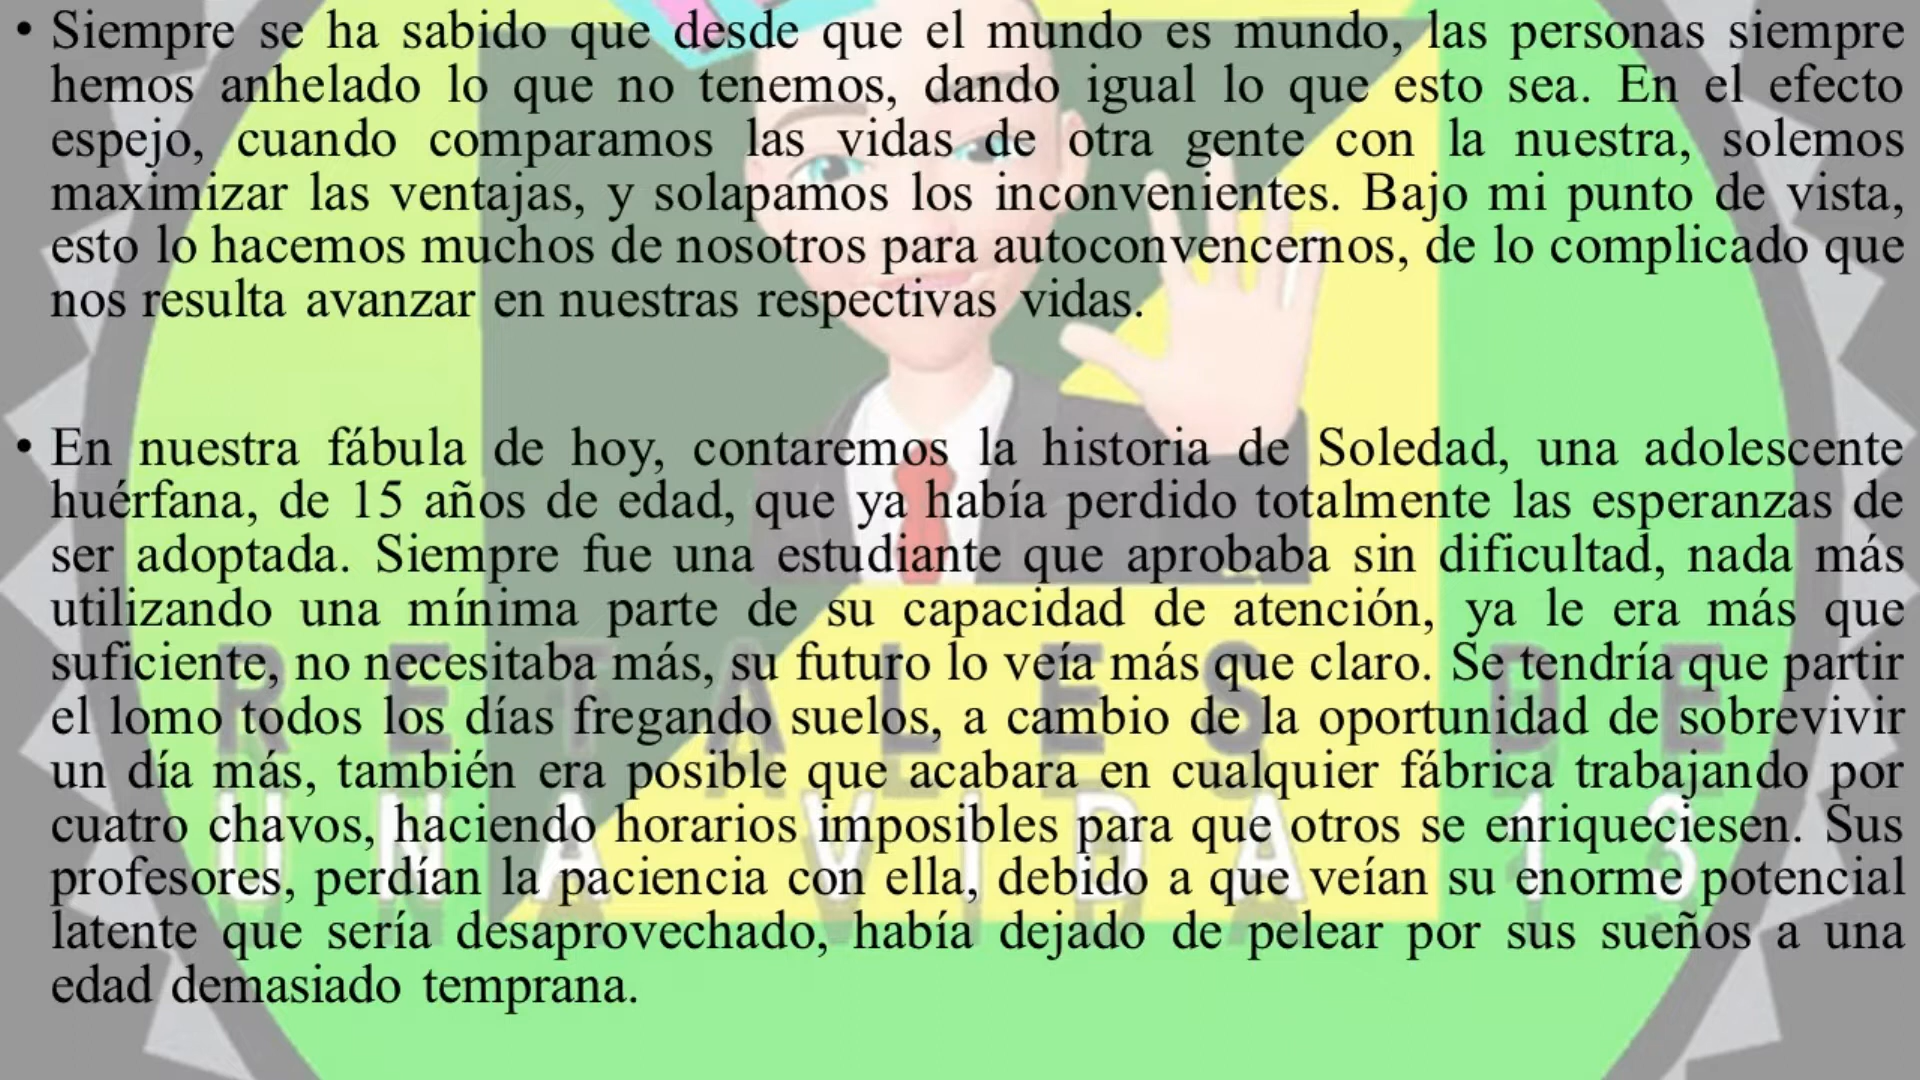 • Siempre se ha sabido que desde que el mundo es mundo, las personas siempre
hemos anhelado lo que no tenemos, dando igual lo que esto sea. En el efecto
espejo, cuando comparamos las vidas de otra gente con la nuestra, solemos
maximizar las ventajas, y solapamos los inconvenientes. Bajo mi punto de vista,
esto lo hacemos muchos de nosotros para autoconvencernos, de lo complicado que
nos resulta avanzar en nuestras respectivas vidas.
• En nuestra fábula de hoy, contaremos la historia de Soledad, una adolescente
huérfana, de 15 años de edad, que ya había perdido totalmente las esperanzas de
ser adoptada. Siempre fue una estudiante que aprobaba sin dificultad, nada más
utilizando una mínima parte de su capacidad de atención, ya le era más que
suficiente, no necesitaba más, su futuro lo veía más que claro. Se tendría que partir
el lomo todos los días fregando suelos, a cambio de la oportunidad de sobrevivir
un día más, también era posible que acabara en cualquier fábrica trabajando por
cuatro chavos, haciendo horarios imposibles para que otros se enriqueciesen. Sus
profesores, perdían la paciencia con ella, debido a que veían su enorme potencial
latente que sería desaprovechado, había dejado de pelear por sus sueños a una
edad demasiado temprana.
RETALES DE
UNA VIDA 13